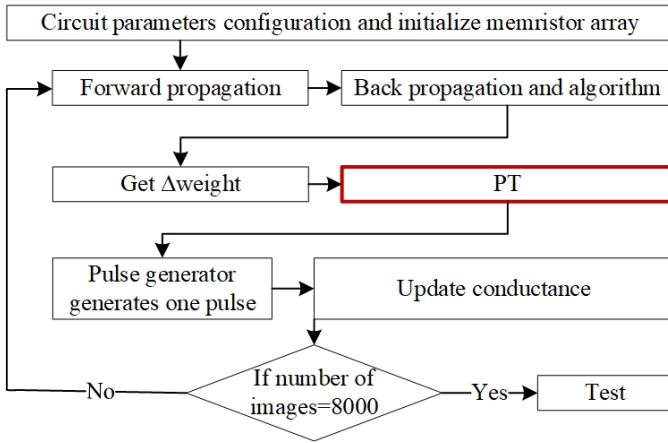 Circuit parameters configuration and initialize memristor array
Forward propagation
Back propagation and algorithm
Get Δweight
PT
Pulse generator
generates one pulse
Update conductance
If number of
images=8000
No
Yes
Test